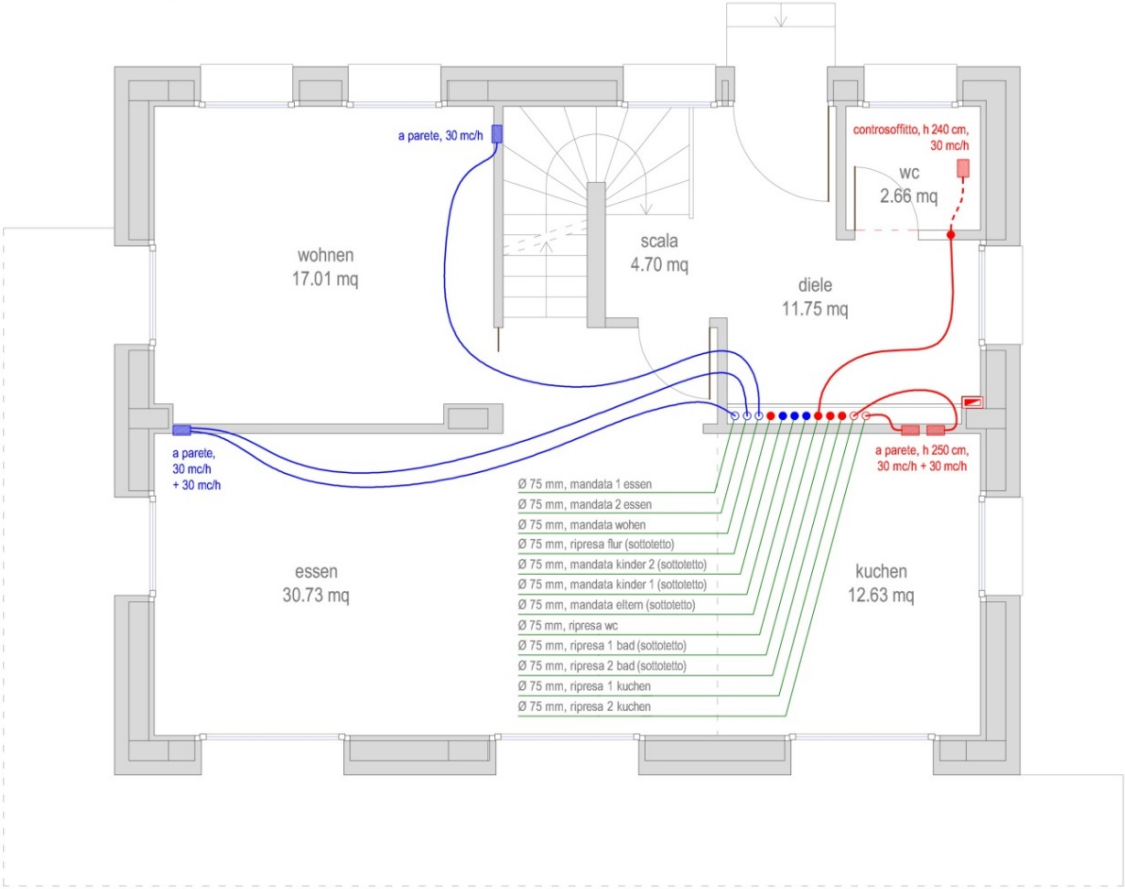 a parete, 30 mc/h
controsoffitto, h 240 cm,
30 mc/h
wc
2.66 mq
scala
4.70 mq
wohnen
17.01 mq
diele
11.75 mq
a parete,
30 mc/h
+ 30 mc/h
a parete, h 250 cm,
30 mc/h + 30 mc/h
Ø 75 mm, mandata 1 essen
Ø 75 mm, mandata 2 essen
Ø 75 mm, mandata wohen
Ø 75 mm, ripresa flur (sottotetto)
Ø 75 mm, mandata kinder 2 (sottotetto)
Ø 75 mm, mandata kinder 1 (sottotetto)
Ø 75 mm, mandata eltern (sottotetto)
Ø 75 mm, ripresa wc
Ø 75 mm, ripresa 1 bad (sottotetto)
Ø 75 mm, ripresa 2 bad (sottotetto)
Ø 75 mm, ripresa 1 kuchen
Ø 75 mm, ripresa 2 kuchen
essen
30.73 mq
kuchen
12.63 mq